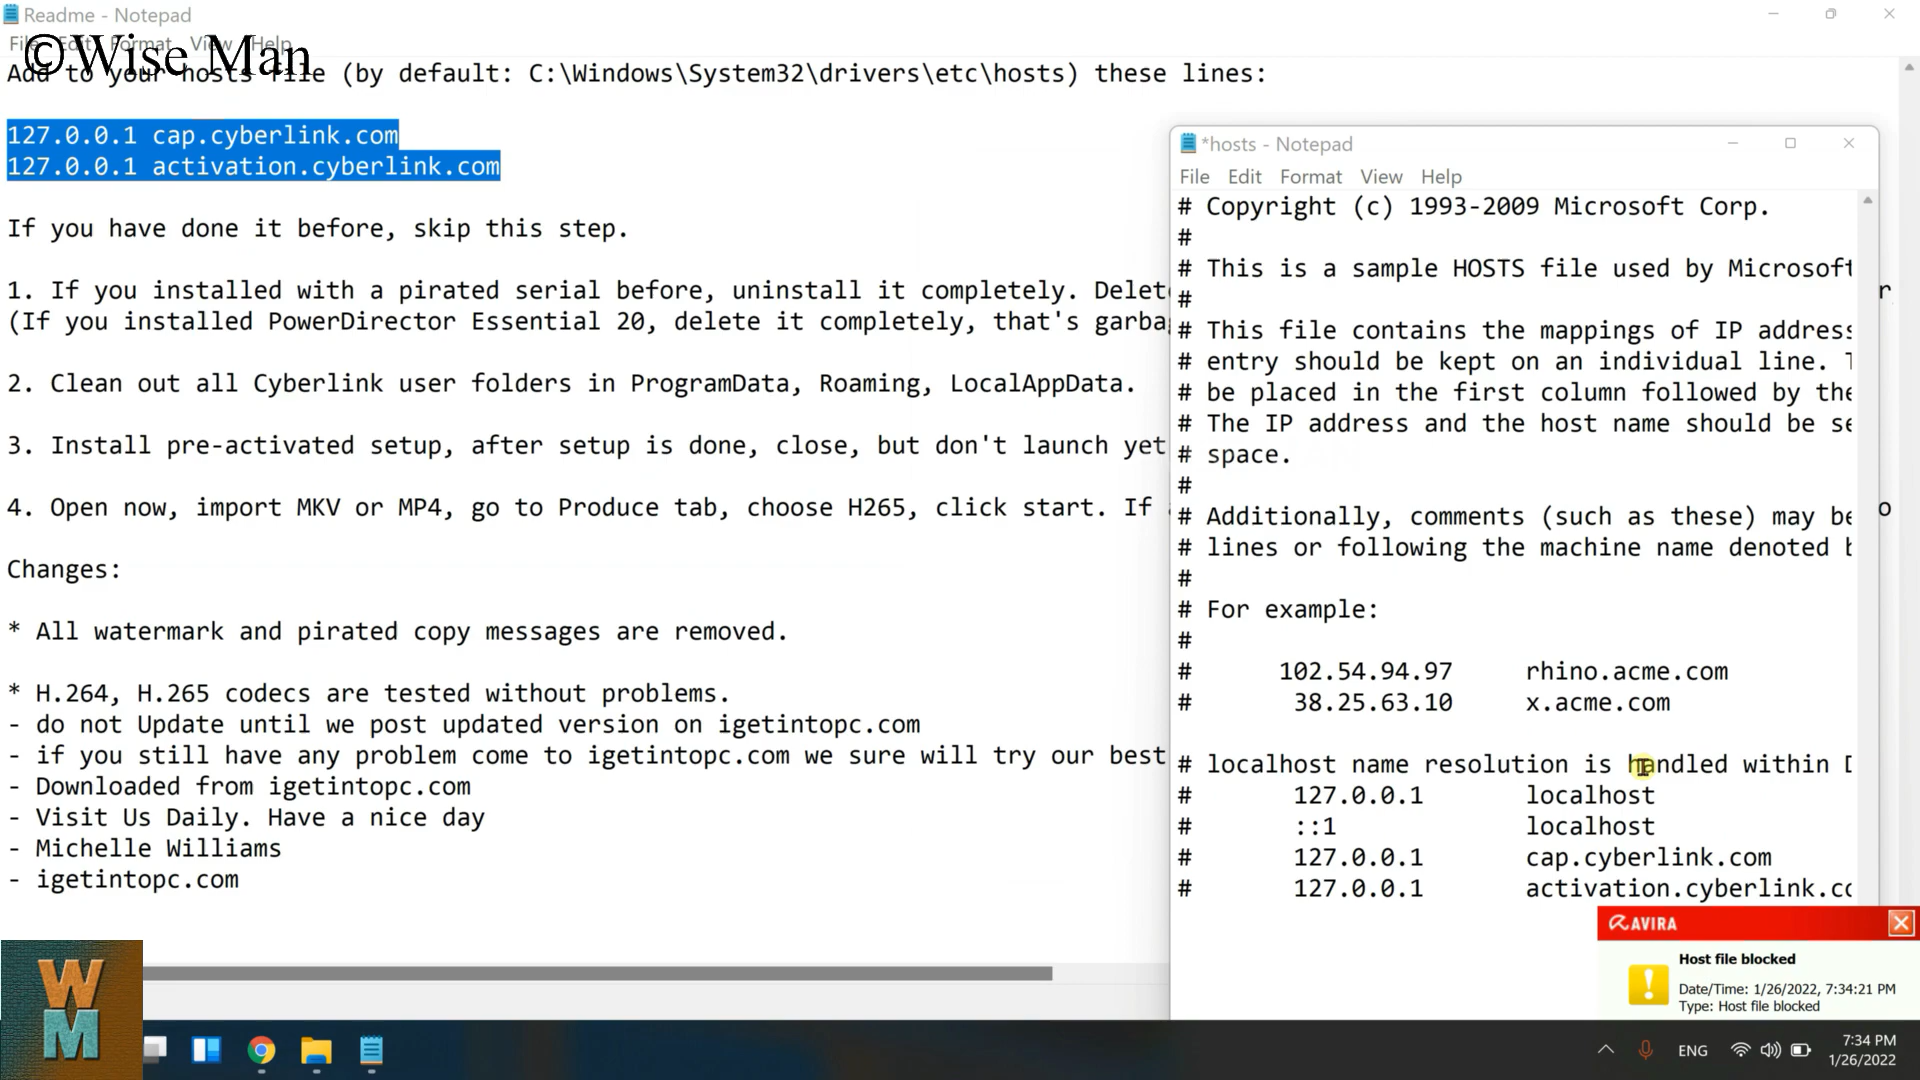 Readme - Notepad
File Edit Format View Help
©Wise Man
Add to your hosts file (by default: C:\Windows\System32\drivers\etc\hosts) these lines:
127.0.0.1 cap.cyberlink.com
127.0.0.1 activation.cyberlink.com
If you have done it before, skip this step.
1. If you installed with a pirated serial before, uninstall it completely. Delete
(If you installed PowerDirector Essential 20, delete it completely, that's
2. Clean out all Cyberlink user folders in ProgramData, Roaming, LocalAppData.
3. Install pre-activated setup, after setup is done, close, but don't launch yet
4. Open now, import MKV or MP4, go to Produce tab, choose H265, click start. If
Changes:
* All watermark and pirated copy messages are removed.
* H.264, H.265 codecs are tested without problems.
- do not Update until we post updated version on igetintopc.com
- if you still have any problem come to igetintopc.com we sure will try our best
- Downloaded from igetintopc.com
- Visit Us Daily. Have a nice day
- Michelle Williams
- igetintopc.com
*hosts - Notepad
File Edit Format View Help
# Copyright (c) 1993-2009 Microsoft Corp.
#
# This is a sample HOSTS file used by Microsoft
#
# This file contains the mappings of IP address
# entry should be kept on an individual line.
# be placed in the first column followed by the
# The IP address and the host name should be
# space.
#
# Additionally, comments (such as these) may be
# lines or following the machine name denoted
#
# For example:
#
# 102.54.94.97 rhino.acme.com
# 38.25.63.10 x.acme.com
# localhost name resolution is handled within
# 127.0.0.1 localhost
# ::1 localhost
# 127.0.0.1 cap.cyberlink.com
# 127.0.0.1 activation.cyberlink.co
AVIRA
Host file blocked
Date/Time: 1/26/2022, 7:34:21 PM
Type: Host file blocked
WM
ENG
7:34 PM
1/26/2022